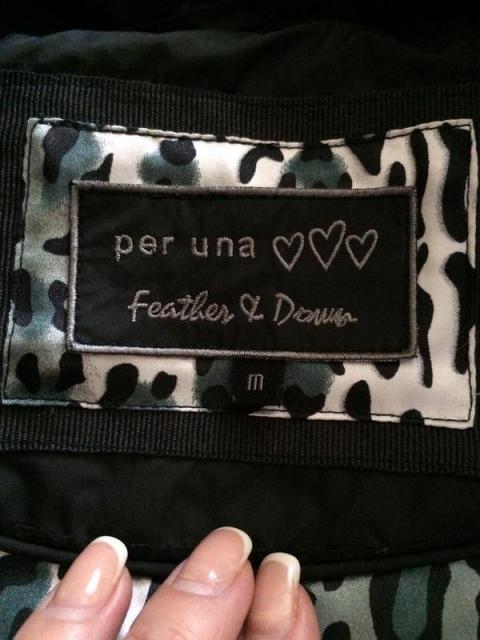 per una
Feather & Down
m